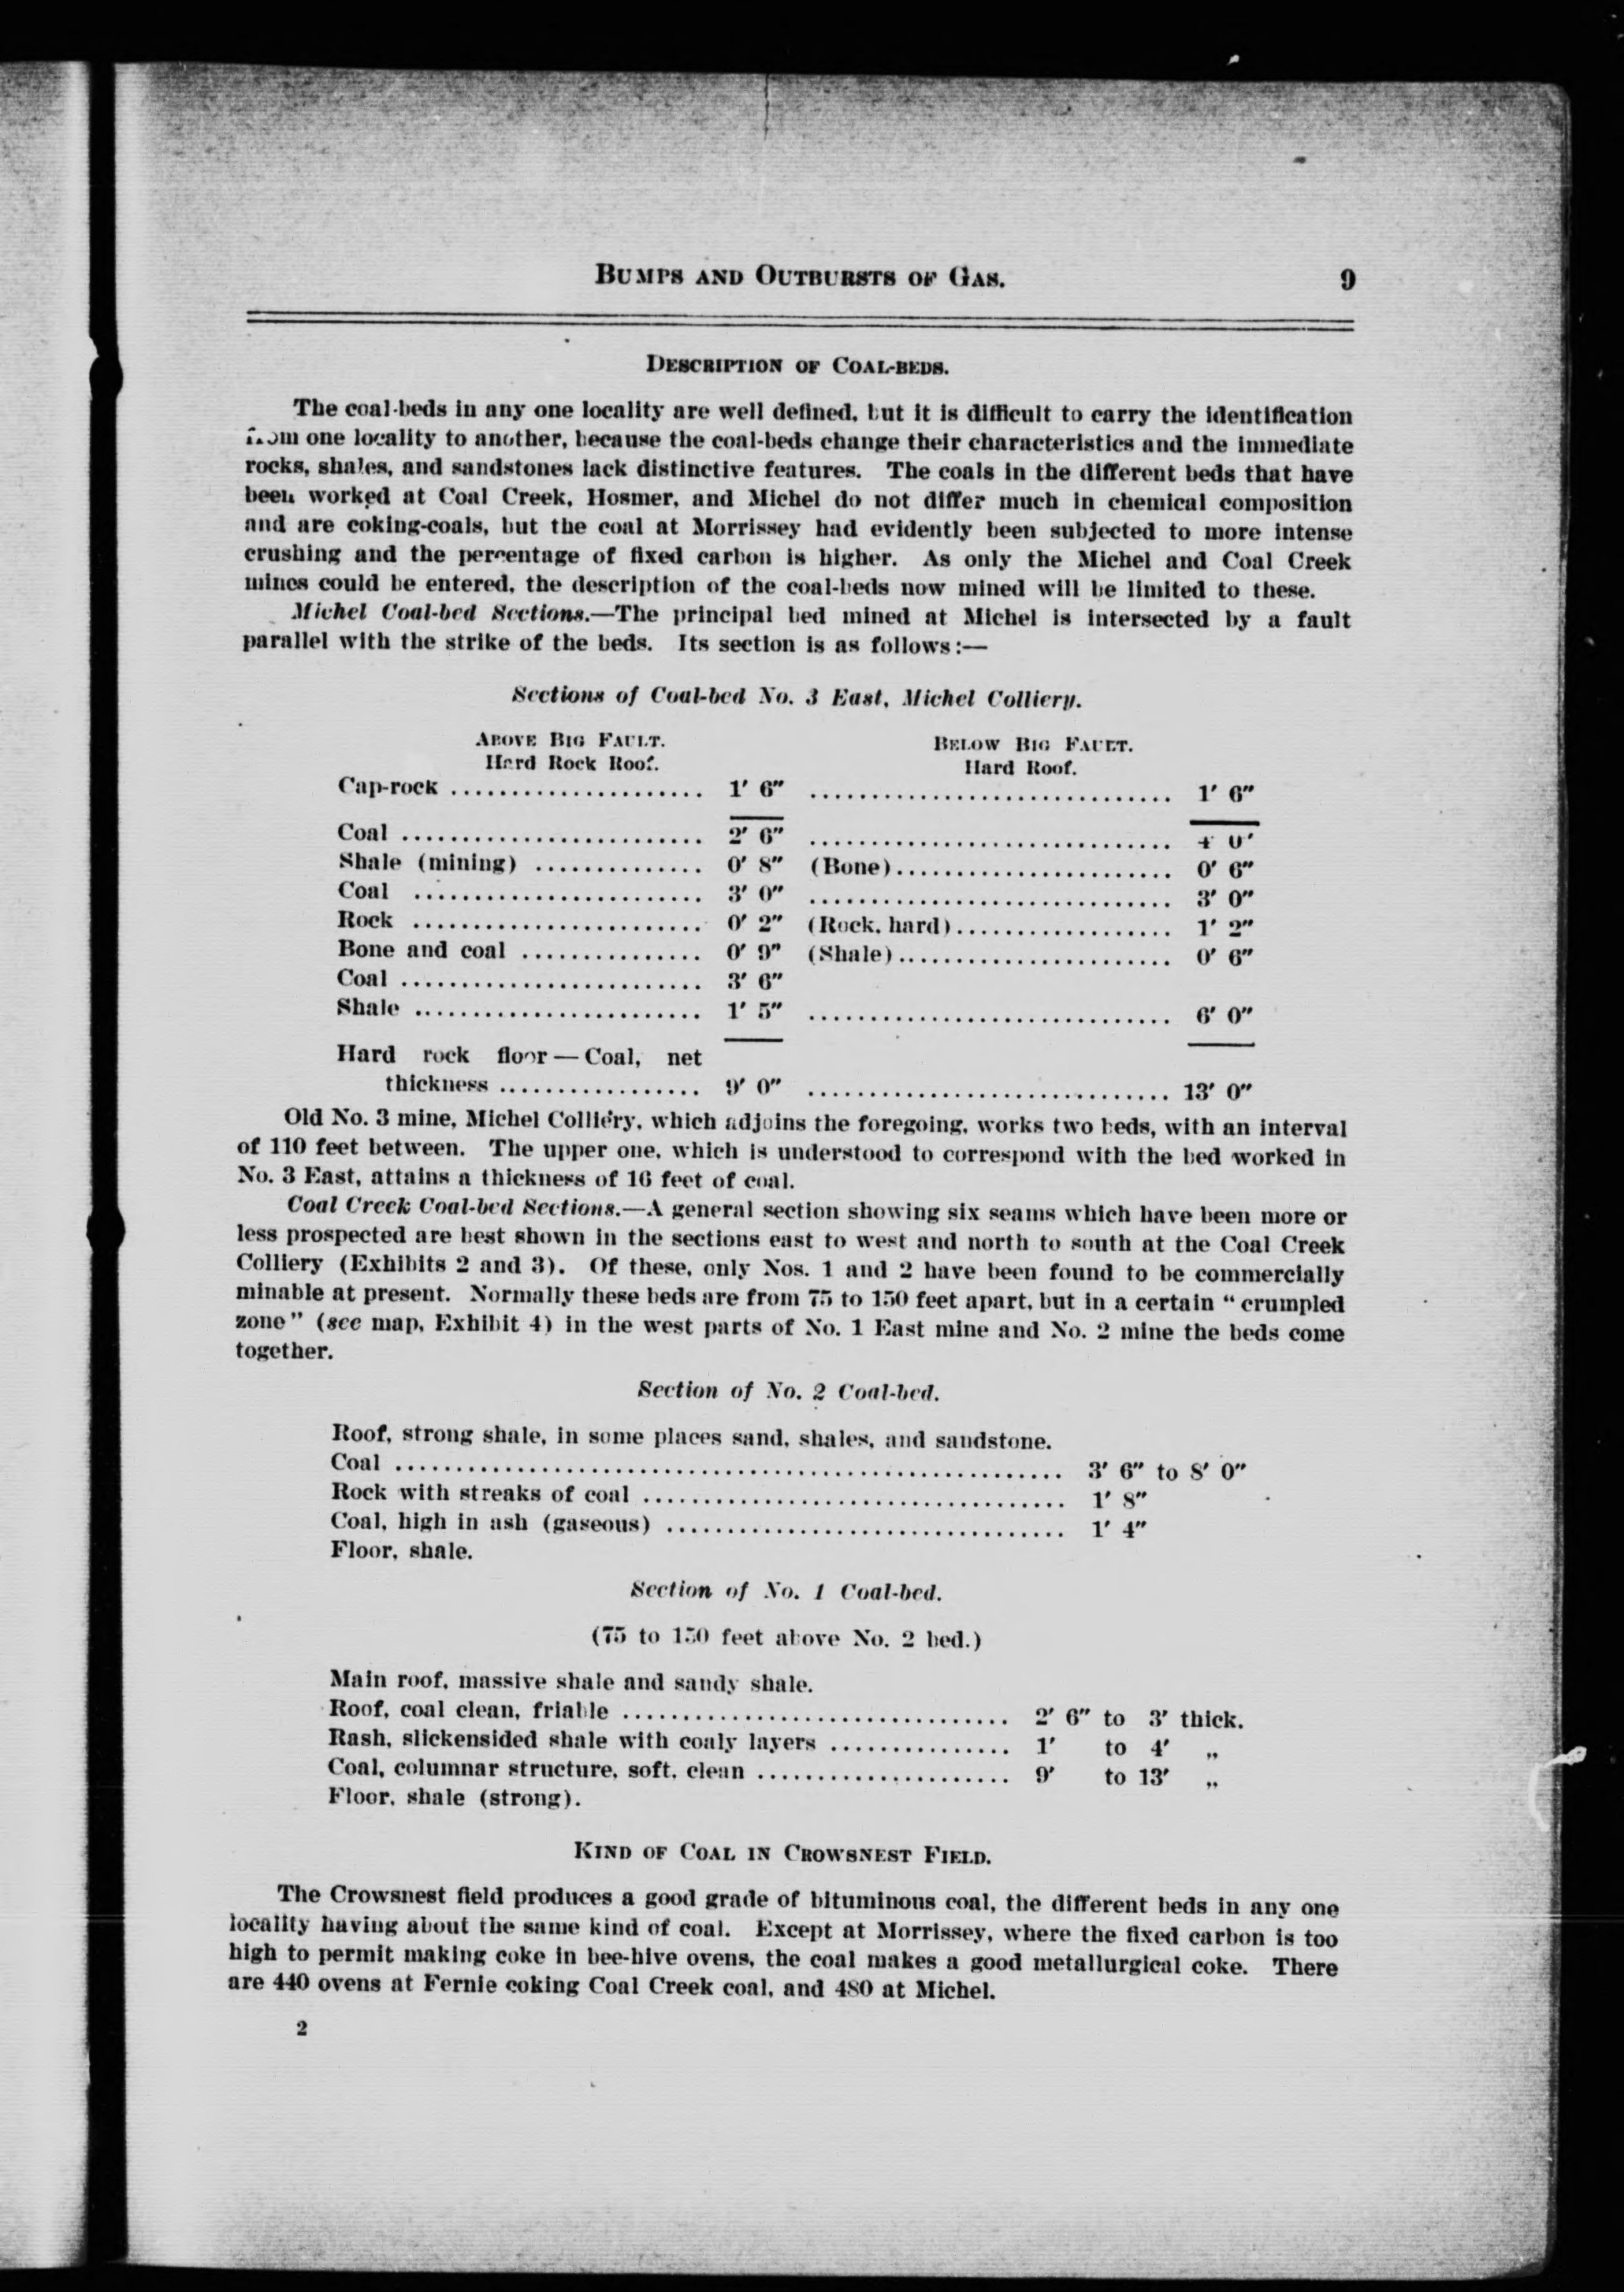 BUMPS AND OUTBURSTS OF GAS. 9
DESCRIPTION OF COAL-BEDS.
The coal-beds in any one locality are well defined, but it is difficult to carry the identification
from one locality to another, because the coal-beds change their characteristics and the immediate
rocks, shales, and sandstones lack distinctive features. The coals in the different beds that have
been worked at Coal Creek, Hosmer, and Michel do not differ much in chemical composition
and are coking-coals, but the coal at Morrissey had evidently been subjected to more intense
crushing and the percentage of fixed carbon is higher. As only the Michel and Coal Creek
mines could be entered, the description of the coal-beds now mined will be limited to these.
Michel Coal-bed Sections.—The principal bed mined at Michel is intersected by a fault
parallel with the strike of the beds. Its section is as follows:—
Sections of Coal-bed No. 3 East, Michel Colliery.
ABOVE BIG FAULT. BELOW BIG FAULT.
Hard Rock Roof. Hard Roof.
Cap-rock ..................... 1′ 6″ .............................. 1′ 6″
Coal ......................... 2′ 6″ .............................. 4 0′
Shale (mining) .............. 0′ 8″ (Bone)....................... 0′ 6″
Coal ........................ 3′ 0″ .............................. 3′ 0″
Rock ........................ 0′ 2″ (Rock, hard).................. 1′ 2″
Bone and coal ............... 0′ 9″ (Shale)....................... 0′ 6″
Coal ......................... 3′ 6″
Shale ........................ 1′ 5″ .............................. 6′ 0″
Hard rock floor — Coal, net
thickness ................. 9′ 0″ .............................. 13′ 0″
Old No. 3 mine, Michel Colliery, which adjoins the foregoing, works two beds, with an interval
of 110 feet between. The upper one, which is understood to correspond with the bed worked in
No. 3 East, attains a thickness of 16 feet of coal.
Coal Creek Coal-bed Sections.—A general section showing six seams which have been more or
less prospected are best shown in the sections east to west and north to south at the Coal Creek
Colliery (Exhibits 2 and 3). Of these, only Nos. 1 and 2 have been found to be commercially
minable at present. Normally these beds are from 75 to 150 feet apart, but in a certain "crumpled
zone" (see map, Exhibit 4) in the west parts of No. 1 East mine and No. 2 mine the beds come
together.
Section of No. 2 Coal-bed.
Roof, strong shale, in some places sand, shales, and sandstone.
Coal ....................................................... 3′ 6″ to 8′ 0″
Rock with streaks of coal ................................... 1′ 8″
Coal, high in ash (gaseous) ................................. 1′ 4″
Floor, shale.
Section of No. 1 Coal-bed.
(75 to 150 feet above No. 2 bed.)
Main roof, massive shale and sandy shale.
Roof, coal clean, friable ................................ 2′ 6″ to 3′ thick.
Rash, slickensided shale with coaly layers ............... 1′ to 4′ „
Coal, columnar structure, soft, clean ..................... 9′ to 13′ „
Floor, shale (strong).
KIND OF COAL IN CROWSNEST FIELD.
The Crowsnest field produces a good grade of bituminous coal, the different beds in any one
locality having about the same kind of coal. Except at Morrissey, where the fixed carbon is too
high to permit making coke in bee-hive ovens, the coal makes a good metallurgical coke. There
are 440 ovens at Fernie coking Coal Creek coal, and 480 at Michel.
2